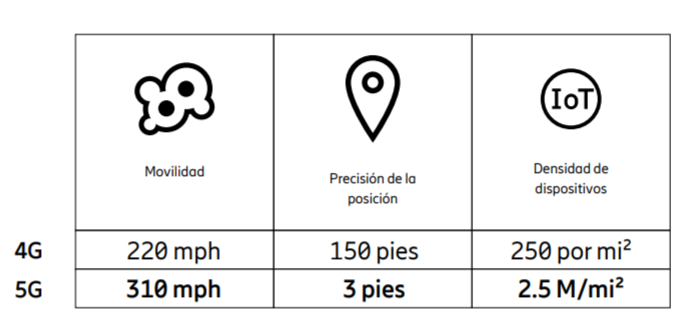 IoT
Movilidad
Precisión de la
posición
Densidad de
dispositivos
4G 220 mph 150 pies 250 por mi²
5G 310 mph 3 pies 2.5 M/mi²